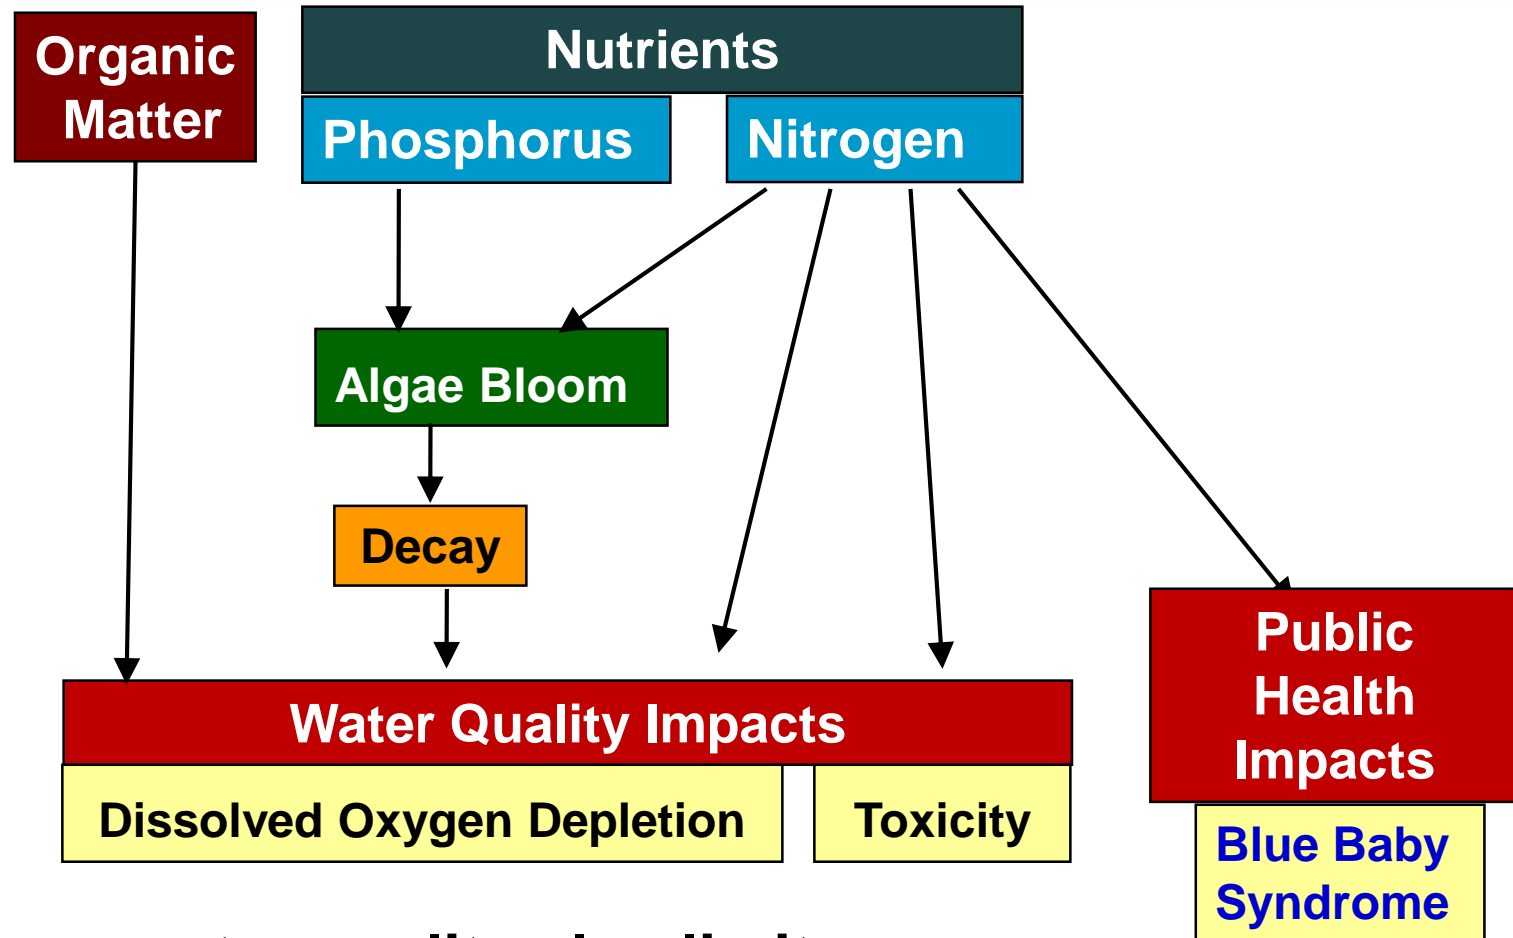 Organic
Matter
Nutrients
Phosphorus
Nitrogen
Algae Bloom
Decay
Water Quality Impacts
Dissolved Oxygen Depletion
Toxicity
Public
Health
Impacts
Blue Baby
Syndrome